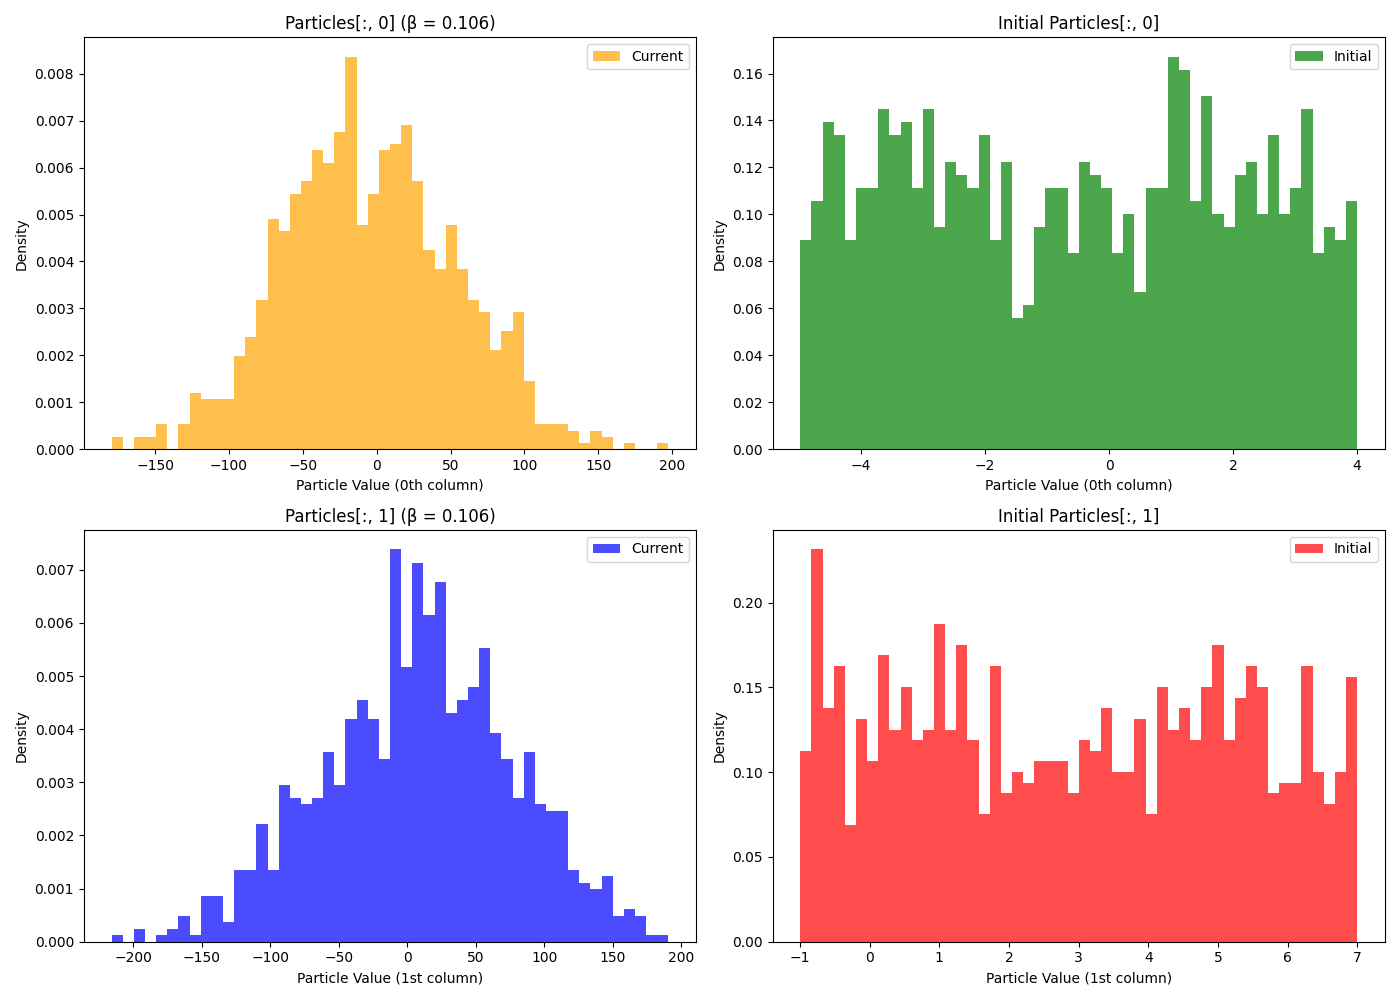 Particles[:, 0] (β = 0.106)
Current
0.008
0.007
0.006
0.005
0.004
0.003
0.002
0.001
0.000
Density
−150 −100 −50 0 50 100 150 200
Particle Value (0th column)
Initial Particles[:, 0]
Initial
0.16
0.14
0.12
0.10
0.08
0.06
0.04
0.02
0.00
Density
−4 −2 0 2 4
Particle Value (0th column)
Particles[:, 1] (β = 0.106)
Current
0.007
0.006
0.005
0.004
0.003
0.002
0.001
0.000
Density
−200 −150 −100 −50 0 50 100 150 200
Particle Value (1st column)
Initial Particles[:, 1]
Initial
0.20
0.15
0.10
0.05
0.00
Density
−1 0 1 2 3 4 5 6 7
Particle Value (1st column)